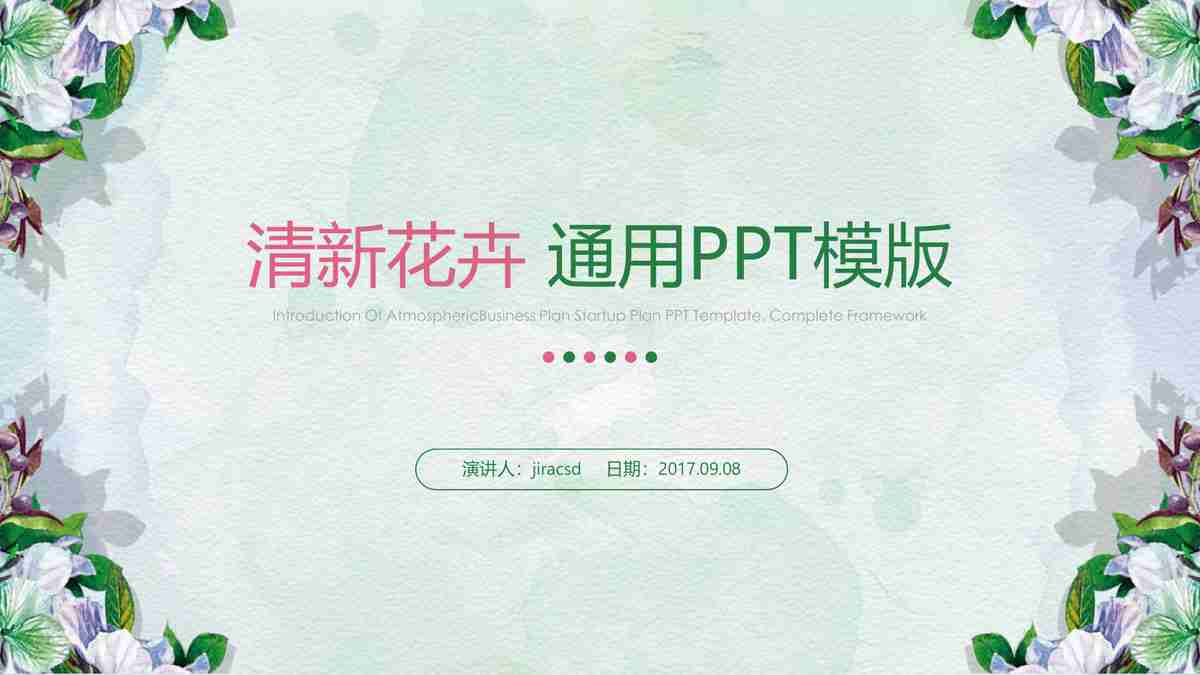 清新花卉 通用PPT模版
Introduction Of AtmosphericBusiness Plan Startup Plan PPT Template, Complete Framework
演讲人：jiracsd 日期：2017.09.08